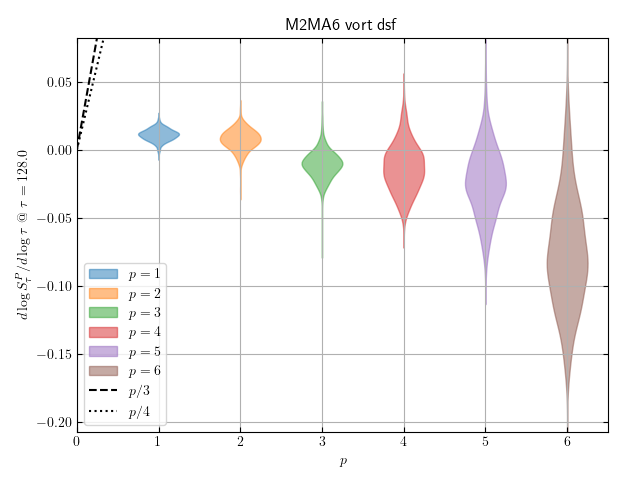 M2MA6 vort dsf
d log S_τ^P / d log τ @ τ = 128.0
0.05
0.00
−0.05
−0.10
−0.15
−0.20
p = 1
p = 2
p = 3
p = 4
p = 5
p = 6
p/3
p/4
0 1 2 3 4 5 6
p